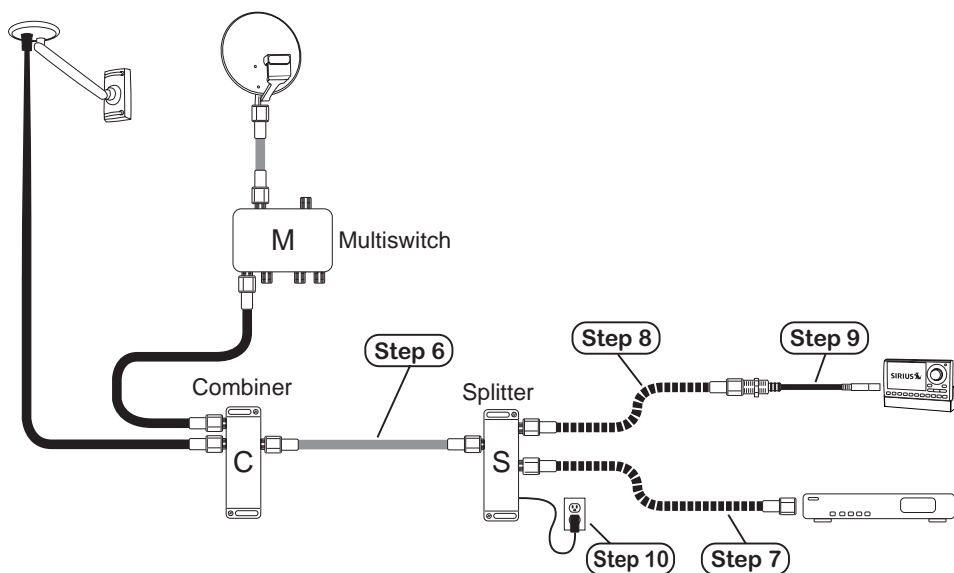 M
Multiswitch
Step 6
Step 8
Step 9
SIRIUS
Combiner
Splitter
C
S
Step 10
Step 7